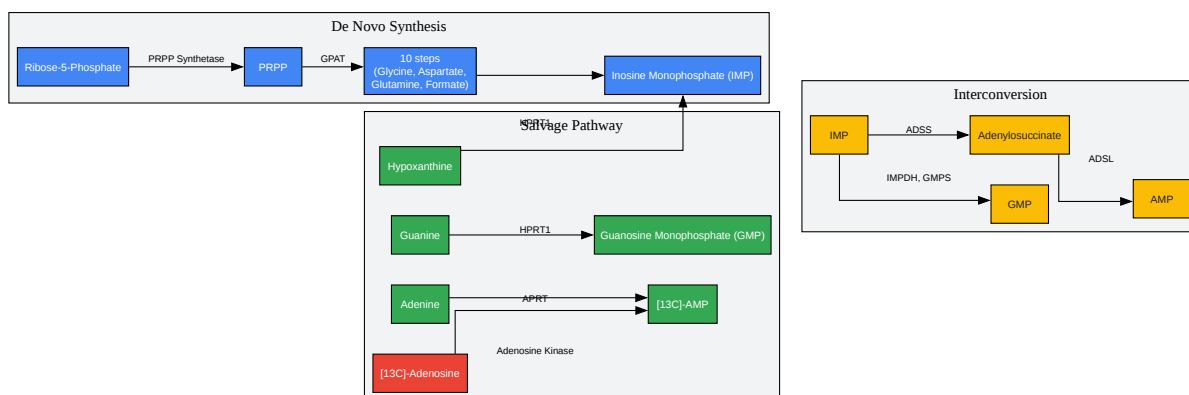 De Novo Synthesis
Ribose-5-Phosphate
PRPP Synthetase
PRPP
GPAT
10 steps
(Glycine, Aspartate,
Glutamine, Formate)
Inosine Monophosphate (IMP)
HPRT1
Salvage Pathway
Hypoxanthine
Guanine
HPRT1
Guanosine Monophosphate (GMP)
Adenine
APRT
[13C]-AMP
Adenosine Kinase
[13C]-Adenosine
Interconversion
IMP
ADSS
Adenylosuccinate
ADSL
IMPDH, GMPS
GMP
AMP